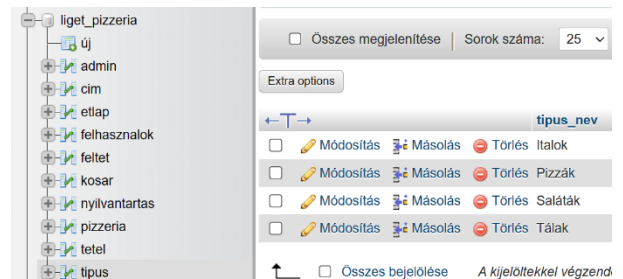 liget_pizzeria
új
admin
cim
etlap
felhasznalok
feltet
kosar
nyilvantartas
pizzeria
tetel
tipus
Összes megjelenítése Sorok száma: 25
Extra options
tipus_nev
Módosítás Másolás Törlés Italok
Módosítás Másolás Törlés Pizzák
Módosítás Másolás Törlés Saláták
Módosítás Másolás Törlés Tálak
Összes bejelölése A kijelöltekkel végzend